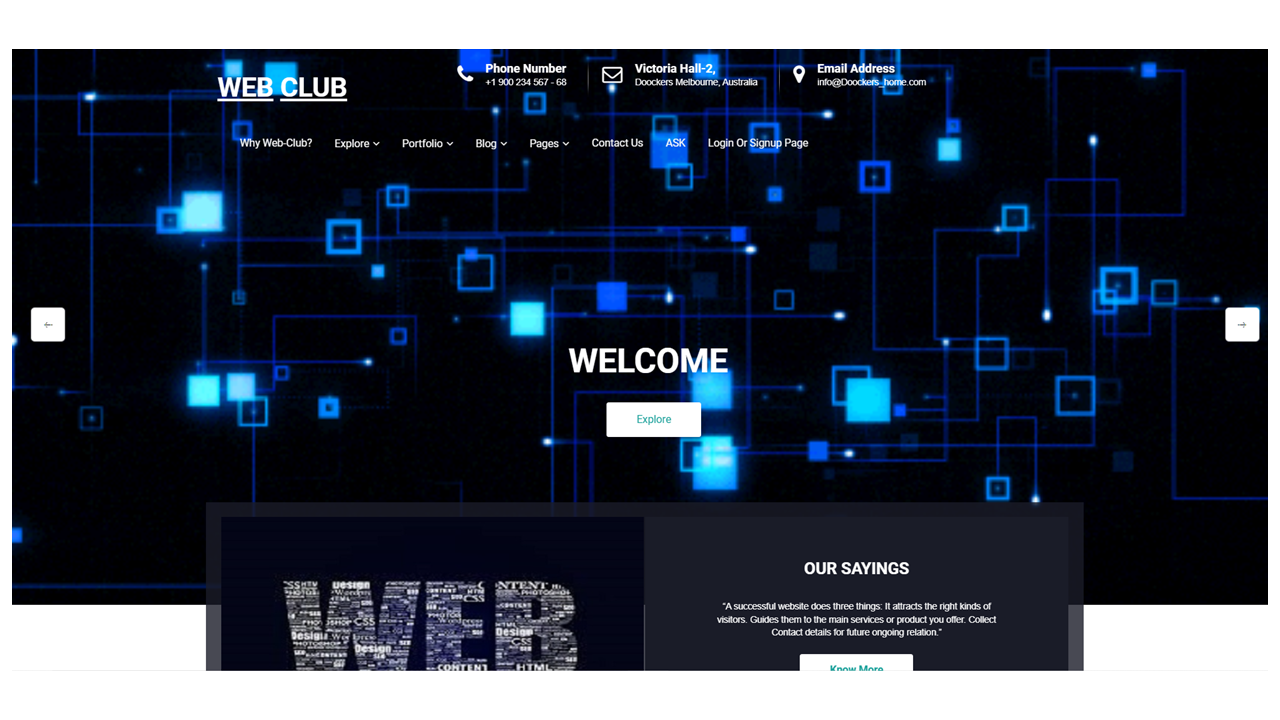 WEB CLUB
Phone Number
+1 900 234 567 - 68
Victoria Hall-2,
Doockers Melbourne, Australia
Email Address
info@Doockers_home.com
Why Web-Club? Explore Portfolio Blog Pages Contact Us ASK Login Or Signup Page
WELCOME
Explore
WEB
OUR SAYINGS
"A successful website does three things: It attracts the right kinds of
visitors. Guides them to the main services or product you offer. Collect
Contact details for future ongoing relation."
Know More